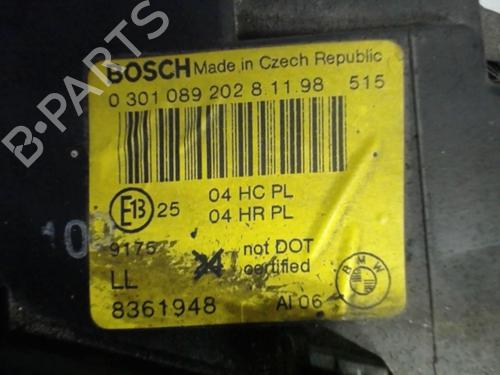 BOSCH Made in Czech Republic
0 301 089 202 8.11.98 515
E13 25 04 HC PL
04 HR PL
9175 24 not DOT
LL certified
8361948 AI 06
BMW
B-PARTS